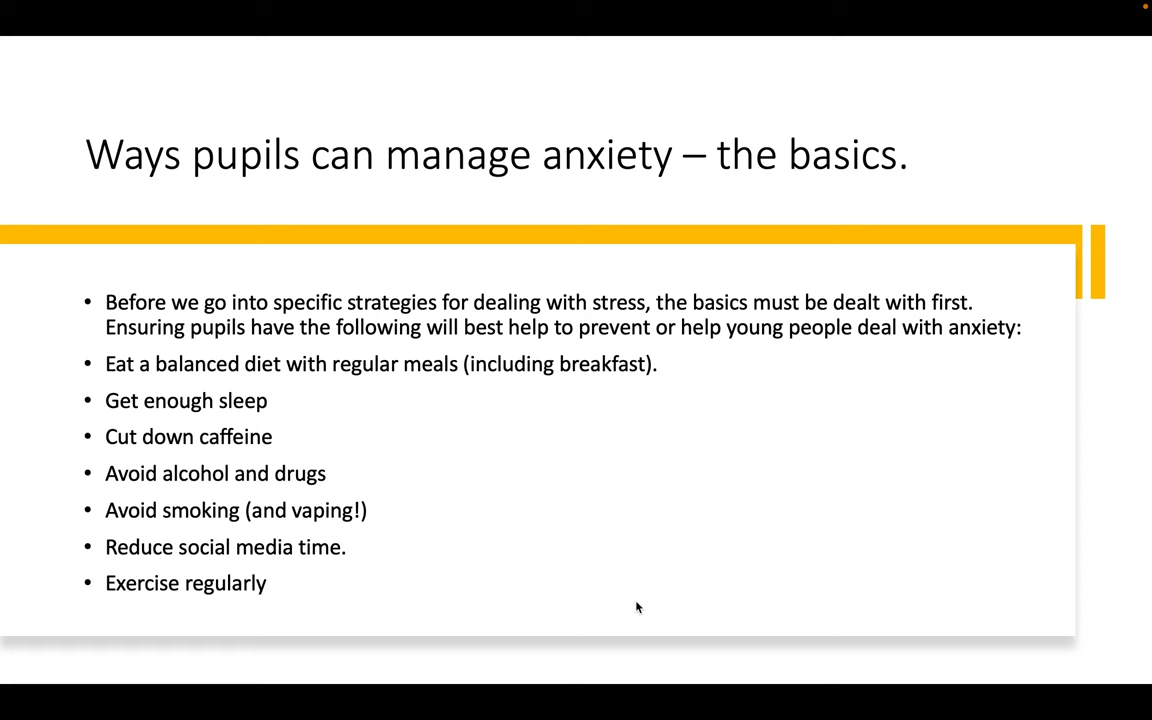 Ways pupils can manage anxiety – the basics.
• Before we go into specific strategies for dealing with stress, the basics must be dealt with first.
Ensuring pupils have the following will best help to prevent or help young people deal with anxiety:
• Eat a balanced diet with regular meals (including breakfast).
• Get enough sleep
• Cut down caffeine
• Avoid alcohol and drugs
• Avoid smoking (and vaping!)
• Reduce social media time.
• Exercise regularly